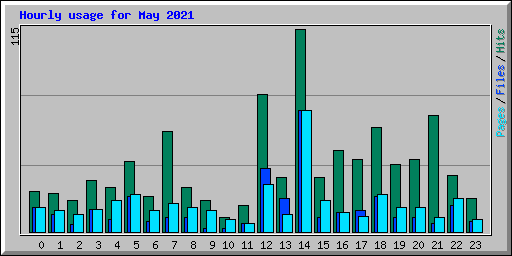 Hourly usage for May 2021
115
Pages/Files/Hits
0 1 2 3 4 5 6 7 8 9 10 11 12 13 14 15 16 17 18 19 20 21 22 23